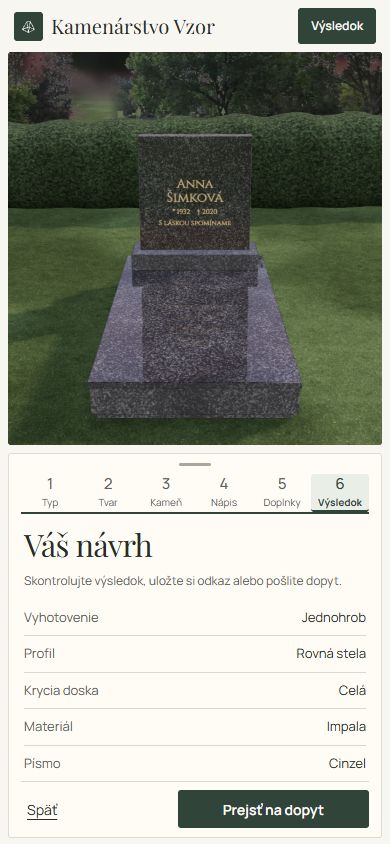 Kamenárstvo Vzor
Výsledok
ANNA
ŠIMKOVÁ
*1932 †2020
S LÁSKOU SPOMÍNAME
1
Typ
2
Tvar
3
Kameň
4
Nápis
5
Doplnky
6
Výsledok
Váš návrh
Skontrolujte výsledok, uložte si odkaz alebo pošlite dopyt.
Vyhotovenie Jednohrob
Profil Rovná stela
Krycia doska Celá
Materiál Impala
Písmo Cinzel
Späť
Prejsť na dopyt